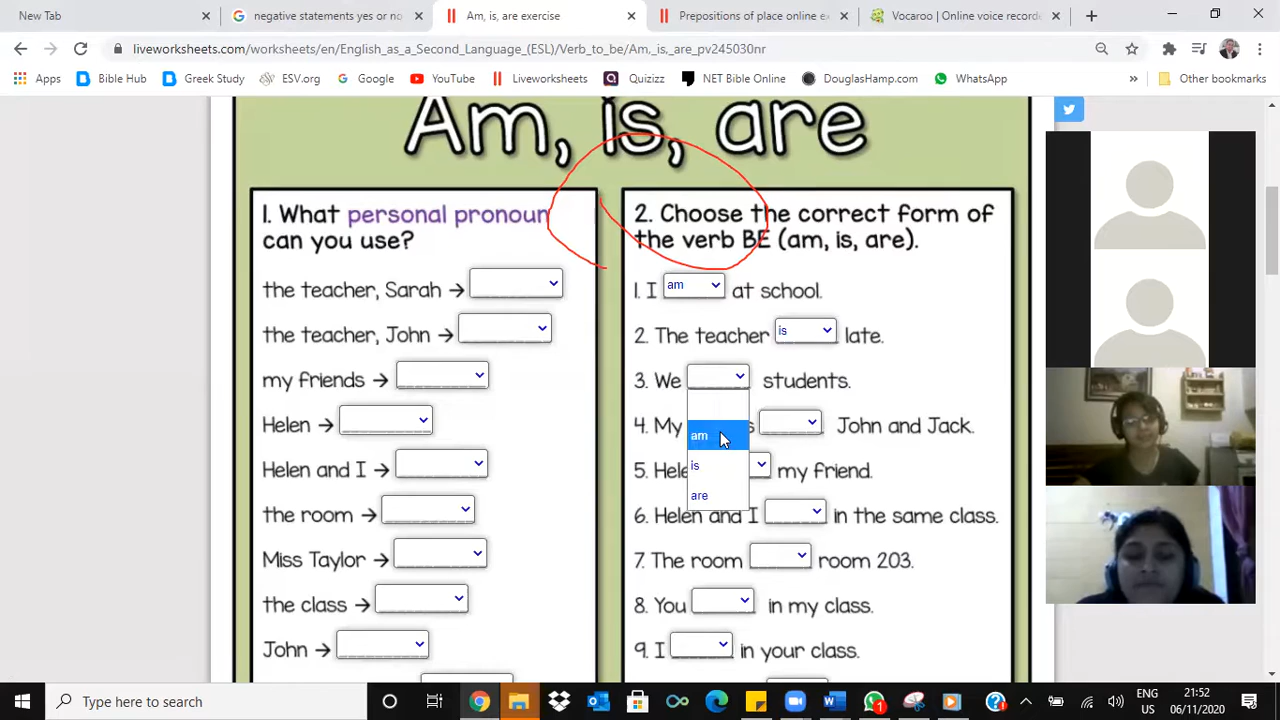 New Tab
negative statements yes or no
Am, is, are exercise
Prepositions of place online ex
Vocaroo | Online voice recorde
liveworksheets.com/worksheets/en/English_as_a_Second_Language_(ESL)/Verb_to_be/Am,_is,_are_pv245030nr
Apps
Bible Hub
Greek Study
ESV.org
Google
YouTube
Liveworksheets
Quizizz
NET Bible Online
DouglasHamp.com
WhatsApp
Other bookmarks
Am, is, are
1. What personal pronoun
can you use?
the teacher, Sarah →
the teacher, John →
my friends →
Helen →
Helen and I →
the room →
Miss Taylor →
the class →
John →
2. Choose the correct form of
the verb BE (am, is, are).
1. I am at school.
2. The teacher is late.
3. We students.
am
is
are
4. My s John and Jack.
5. Hele my friend.
6. Helen and I in the same class.
7. The room room 203.
8. You in my class.
9. I in your class.
Type here to search
1
ENG
US
21:52
06/11/2020